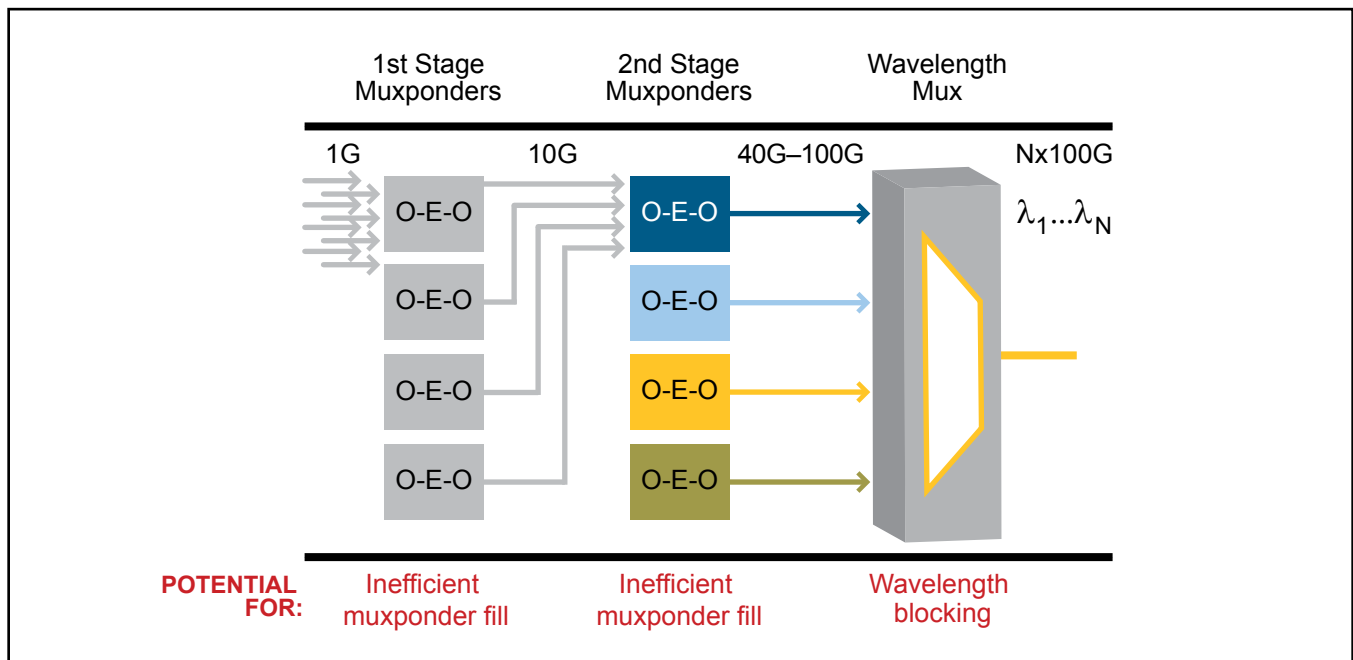 1st Stage
Muxponders
2nd Stage
Muxponders
Wavelength
Mux
1G
10G
40G–100G
Nx100G
O-E-O
O-E-O
λ1...λN
O-E-O
O-E-O
O-E-O
O-E-O
O-E-O
O-E-O
POTENTIAL
FOR:
Inefficient
muxponder fill
Inefficient
muxponder fill
Wavelength
blocking